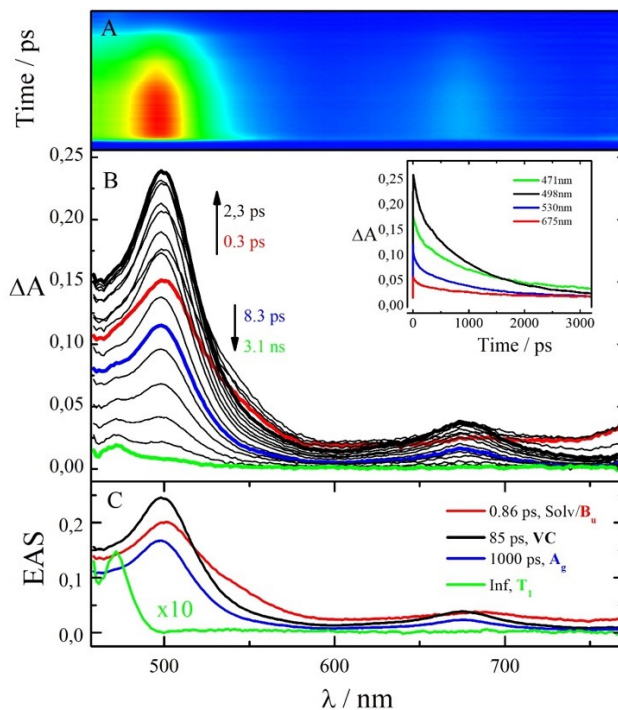 A
Time / ps
B
0,25
0,20
0,15
0,10
0,05
0,00
ΔA
2,3 ps
0.3 ps
8.3 ps
3.1 ns
0,25
0,20
0,15
0,10
0,05
0,00
ΔA
471nm
498nm
530nm
675nm
0 1000 2000 3000
Time / ps
C
EAS
0,2
0,1
0,0
x10
0.86 ps, Solv/Bu
85 ps, VC
1000 ps, Ag
Inf, T1
500 600 700
λ / nm